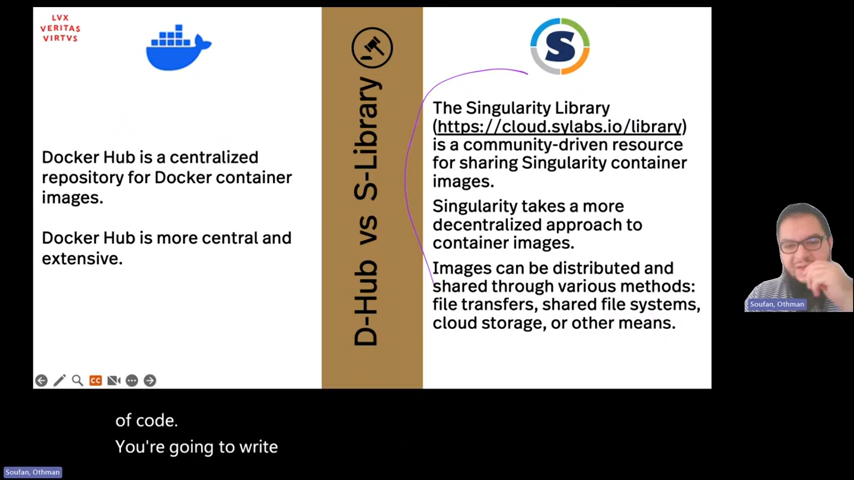 LVX
VERITAS
VIRTVS
Docker Hub is a centralized
repository for Docker container
images.
Docker Hub is more central and
extensive.
D-Hub vs S-Library
S
The Singularity Library
(https://cloud.sylabs.io/library)
is a community-driven resource
for sharing Singularity container
images.
Singularity takes a more
decentralized approach to
container images.
Images can be distributed and
shared through various methods:
file transfers, shared file systems,
cloud storage, or other means.
CC
Soufan, Othman
of code.
You're going to write
Soufan, Othman